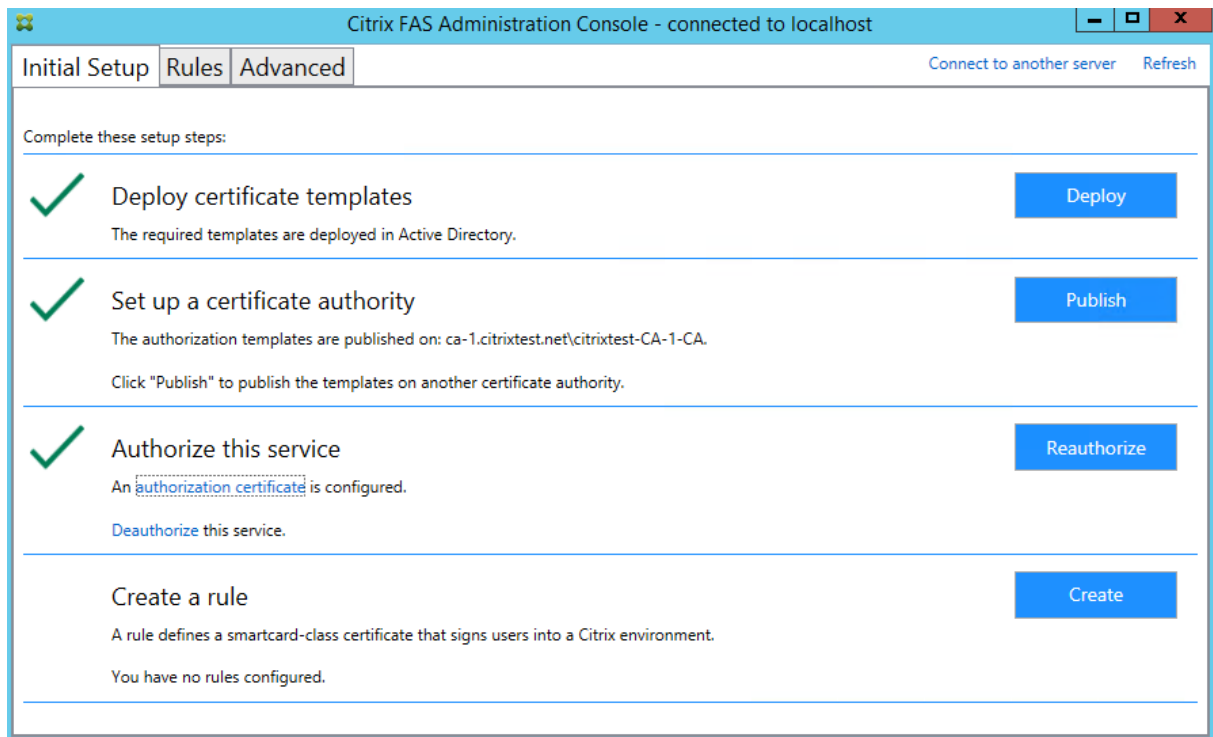 Citrix FAS Administration Console - connected to localhost
Initial Setup Rules Advanced Connect to another server Refresh
Complete these setup steps:
Deploy certificate templates
Deploy
The required templates are deployed in Active Directory.
Set up a certificate authority
Publish
The authorization templates are published on: ca-1.citrixtest.net\citrixtest-CA-1-CA.
Click "Publish" to publish the templates on another certificate authority.
Authorize this service
Reauthorize
An authorization certificate is configured.
Deauthorize this service.
Create a rule
Create
A rule defines a smartcard-class certificate that signs users into a Citrix environment.
You have no rules configured.